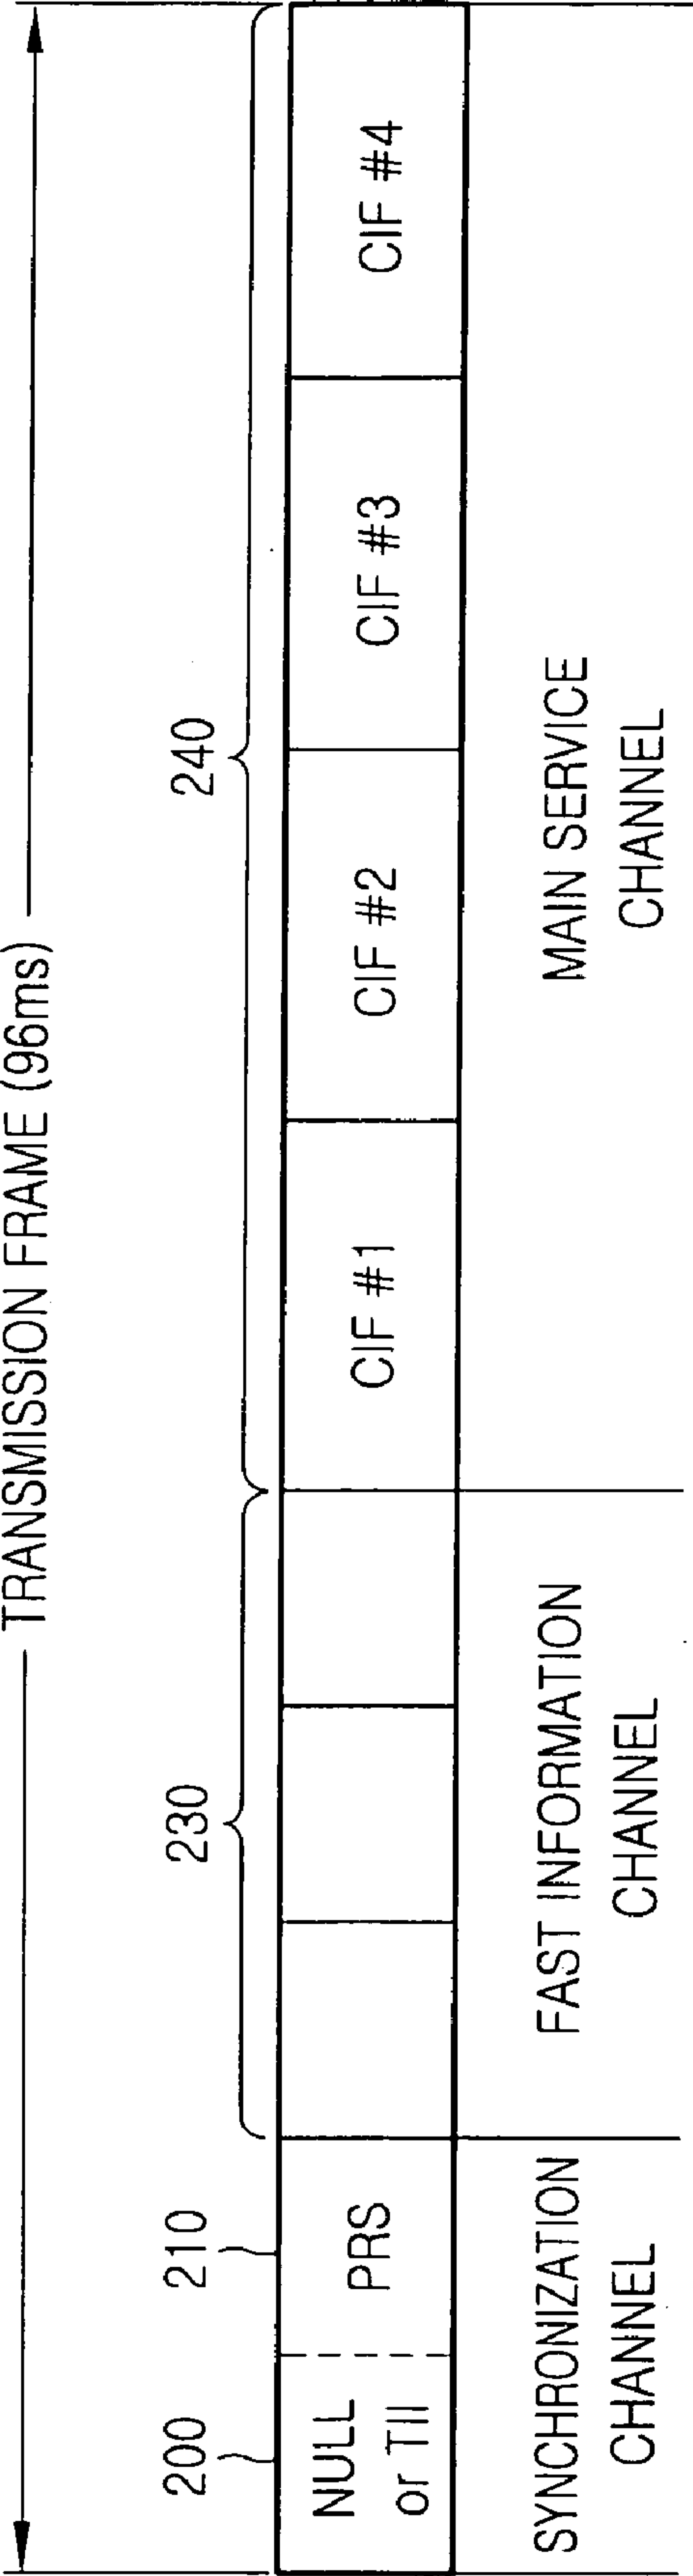 TRANSMISSION FRAME (96ms)
200
210
230
240
NULL
or TII
PRS
CIF #1
CIF #2
CIF #3
CIF #4
SYNCHRONIZATION
CHANNEL
FAST INFORMATION
CHANNEL
MAIN SERVICE
CHANNEL